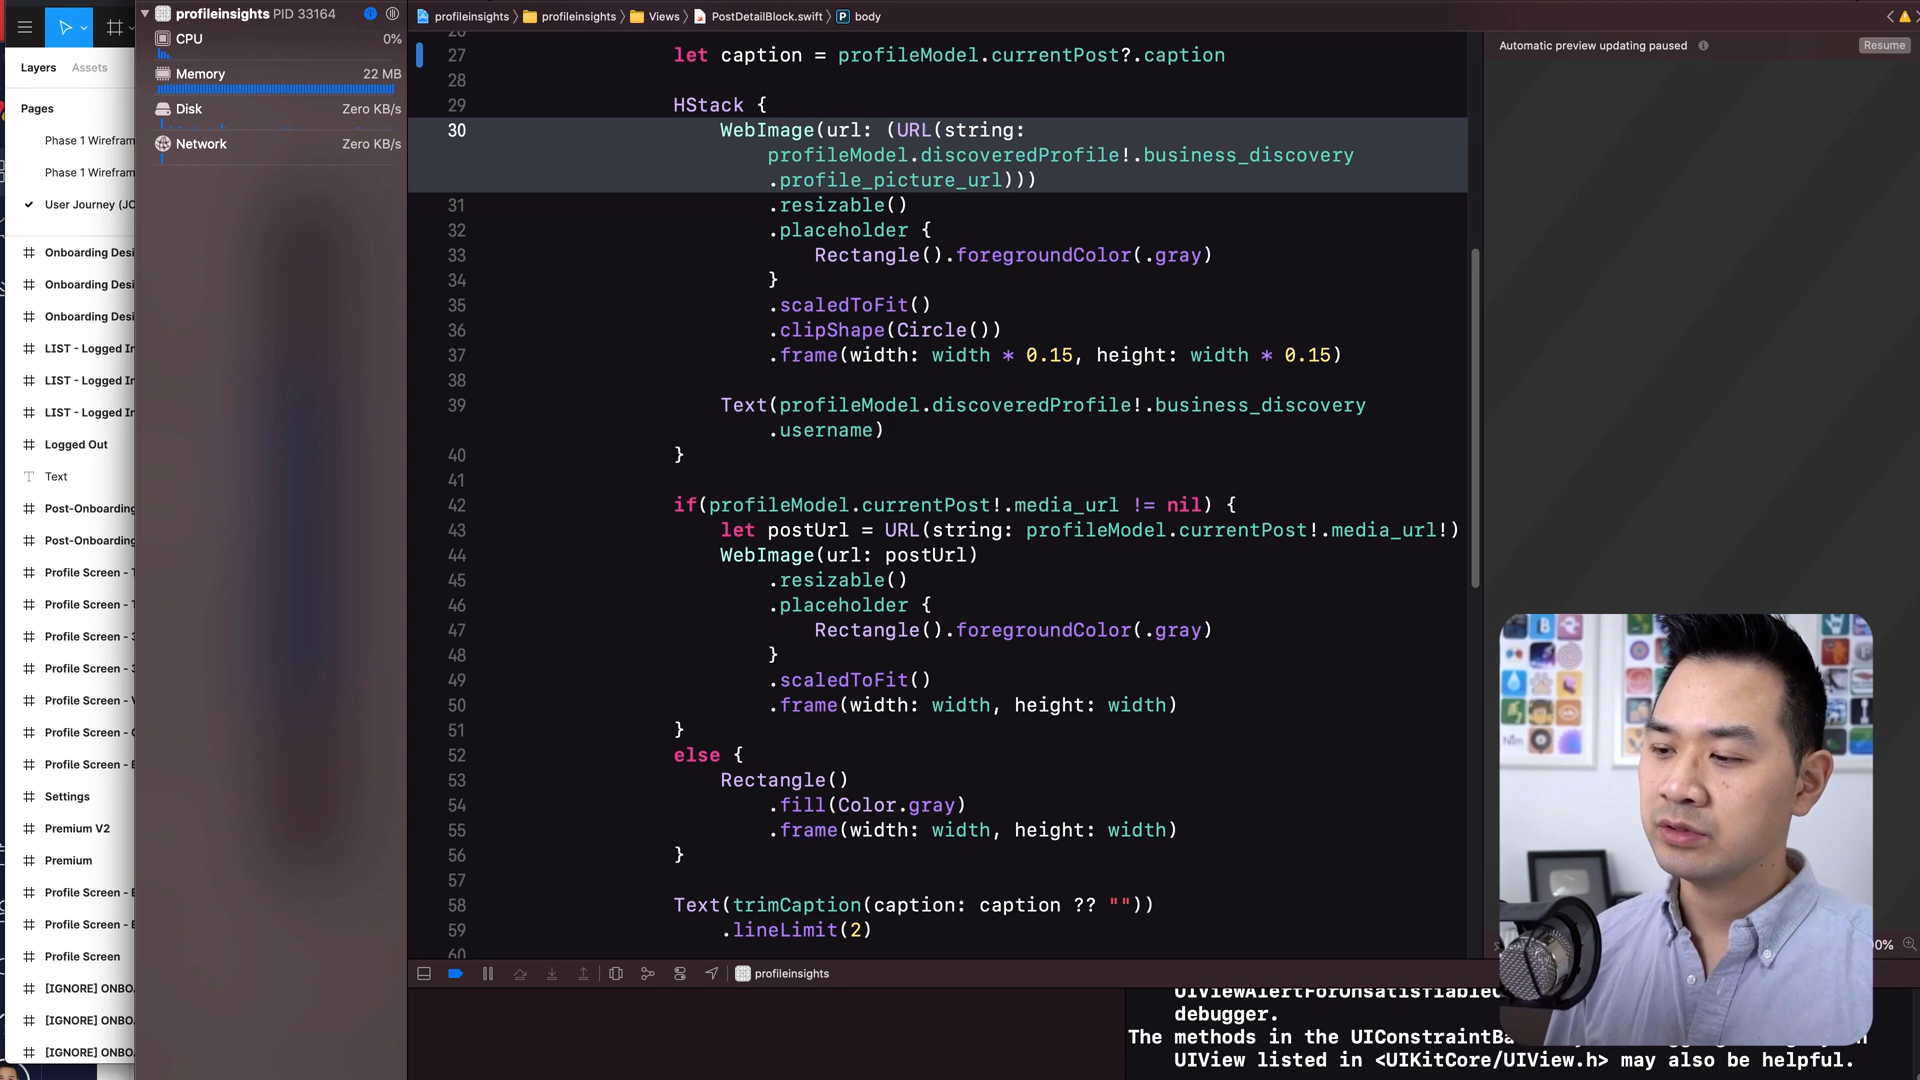 profileinsights PID 33164
CPU 0%
Memory 22 MB
Disk Zero KB/s
Network Zero KB/s
Layers Assets
Pages
Phase 1 Wirefram
Phase 1 Wirefram
User Journey (JC
Onboarding Desi
Onboarding Desi
Onboarding Desi
LIST - Logged In
LIST - Logged In
LIST - Logged In
Logged Out
Text
Post-Onboarding
Post-Onboarding
Profile Screen - T
Profile Screen - T
Profile Screen - 3
Profile Screen - 3
Profile Screen - V
Profile Screen - C
Profile Screen - E
Settings
Premium V2
Premium
Profile Screen - E
Profile Screen - E
Profile Screen
[IGNORE] ONBO
[IGNORE] ONBO
[IGNORE] ONBO
profileinsights profileinsights Views PostDetailBlock.swift P body
27 let caption = profileModel.currentPost?.caption
28
29 HStack {
30 WebImage(url: (URL(string:
profileModel.discoveredProfile!.business_discovery
.profile_picture_url)))
31 .resizable()
32 .placeholder {
33 Rectangle().foregroundColor(.gray)
34 }
35 .scaledToFit()
36 .clipShape(Circle())
37 .frame(width: width * 0.15, height: width * 0.15)
38
39 Text(profileModel.discoveredProfile!.business_discovery
.username)
40 }
41
42 if(profileModel.currentPost!.media_url != nil) {
43 let postUrl = URL(string: profileModel.currentPost!.media_url!)
44 WebImage(url: postUrl)
45 .resizable()
46 .placeholder {
47 Rectangle().foregroundColor(.gray)
48 }
49 .scaledToFit()
50 .frame(width: width, height: width)
51 }
52 else {
53 Rectangle()
54 .fill(Color.gray)
55 .frame(width: width, height: width)
56 }
57
58 Text(trimCaption(caption: caption ?? ""))
59 .lineLimit(2)
60
Automatic preview updating paused Resume
profileinsights
UIViewAlertForUnsatisfiableC
debugger.
The methods in the UIConstraintBa
UIView listed in <UIKitCore/UIView.h> may also be helpful.